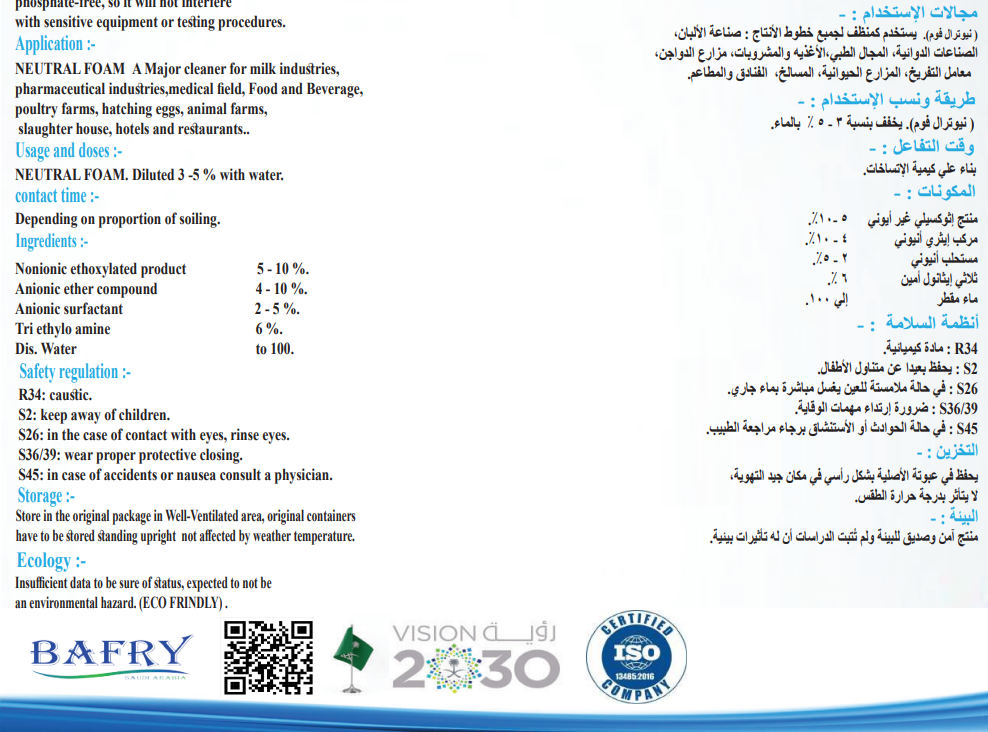 phosphate-free, so it will not interfere
with sensitive equipment or testing procedures.
Application :-
NEUTRAL FOAM A Major cleaner for milk industries,
pharmaceutical industries,medical field, Food and Beverage,
poultry farms, hatching eggs, animal farms,
slaughter house, hotels and restaurants..
Usage and doses :-
NEUTRAL FOAM. Diluted 3 -5 % with water.
contact time :-
Depending on proportion of soiling.
Ingredients :-
Nonionic ethoxylated product 5 - 10 %.
Anionic ether compound 4 - 10 %.
Anionic surfactant 2 - 5 %.
Tri ethylo amine 6 %.
Dis. Water to 100.
Safety regulation :-
R34: caustic.
S2: keep away of children.
S26: in the case of contact with eyes, rinse eyes.
S36/39: wear proper protective closing.
S45: in case of accidents or nausea consult a physician.
Storage :-
Store in the original package in Well-Ventilated area, original containers
have to be stored standing upright not affected by weather temperature.
Ecology :-
Insufficient data to be sure of status, expected to not be
an environmental hazard. (ECO FRINDLY) .
مجالات الإستخدام : -
( نيوترال فوم). يستخدم كمنظف لجميع خطوط الأنتاج : صناعة الألبان،
الصناعات الدوائية، المجال الطبي،الأغذيه والمشروبات، مزارع الدواجن،
معامل التفريخ، المزارع الحيوانية، المسالخ، الفنادق والمطاعم.
طريقة ونسب الإستخدام : -
( نيوترال فوم). يخفف بنسبة ٣ - ٥ ٪ بالماء.
وقت التفاعل : -
بناء علي كيمية الإتساخات.
المكونات : -
منتج إثوكسيلي غير أيوني ٥ -١٠٪.
مركب إيثري أنيوني ٤ - ١٠٪.
مستحلب أنيوني ٢ - ٥٪.
ثلاثي إيثانول أمين ٦ ٪.
ماء مقطر إلي ١٠٠.
أنظمة السلامة : -
R34 : مادة كيميائية.
S2 : يحفظ بعيدا عن متناول الأطفال.
S26 : في حالة ملامستة للعين يغسل مباشرة بماء جاري.
S36/39 : ضرورة إرتداء مهمات الوقاية.
S45 : في حالة الحوادث أو الأستنشاق برجاء مراجعة الطبيب.
التخزين : -
يحفظ في عبوتة الأصلية بشكل رأسي في مكان جيد التهوية،
لا يتأثر بدرجة حرارة الطقس.
البيئة : -
منتج آمن وصديق للبيئة ولم تُثبت الدراسات أن له تأثيرات بيئية.
BAFRY
SAUDI ARABIA
VISION رؤيـة
2030
CERTIFIED
ISO
13485:2016
COMPANY